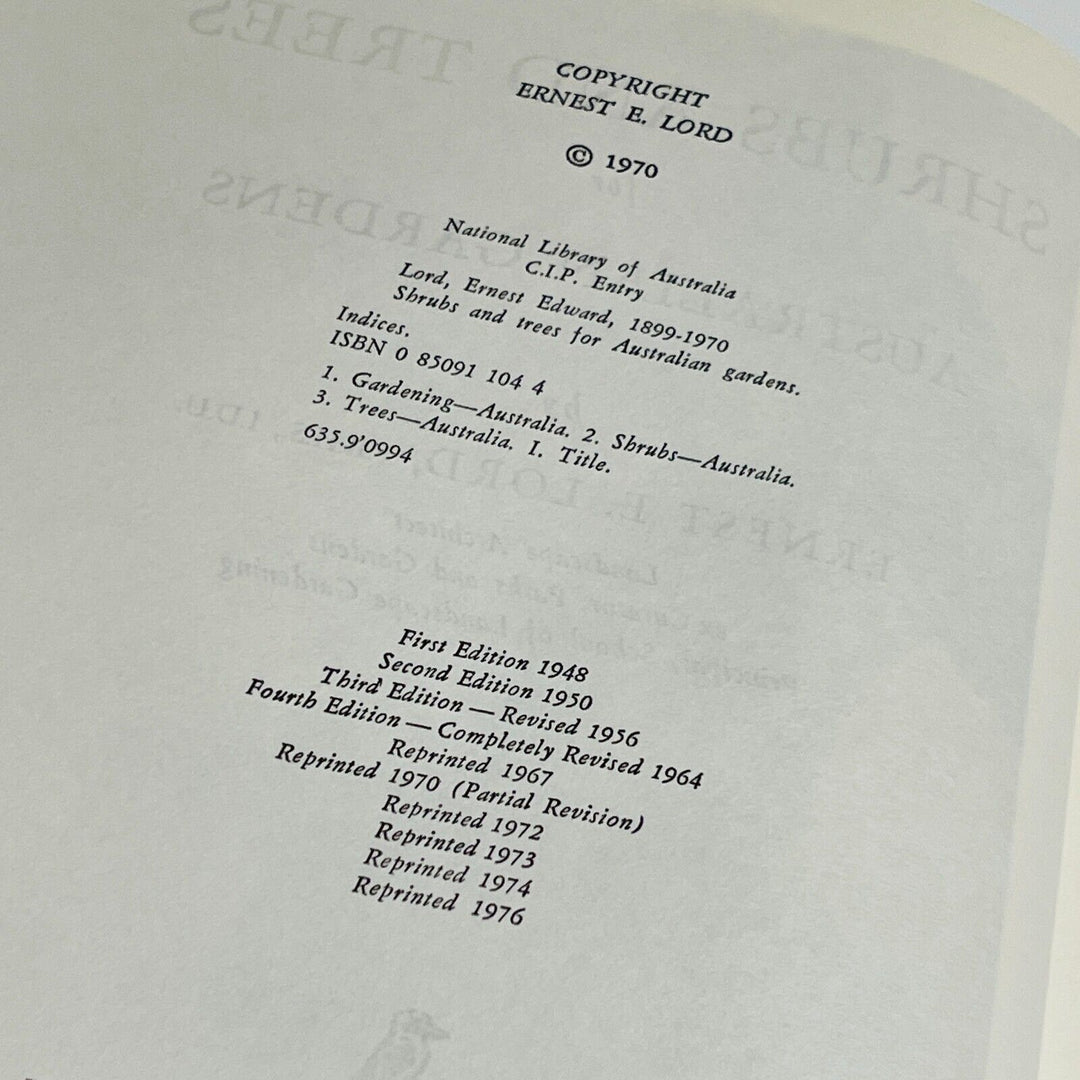 COPYRIGHT
ERNEST E. LORD
© 1970
National Library of Australia
C.I.P. Entry
Lord, Ernest Edward, 1899-1970
Shrubs and trees for Australian gardens.
Indices.
ISBN 0 85091 104 4
1. Gardening—Australia. 2. Shrubs—Australia.
3. Trees—Australia. I. Title.
635.9'0994
First Edition 1948
Second Edition 1950
Third Edition — Revised 1956
Fourth Edition — Completely Revised 1964
Reprinted 1967
Reprinted 1970 (Partial Revision)
Reprinted 1972
Reprinted 1973
Reprinted 1974
Reprinted 1976